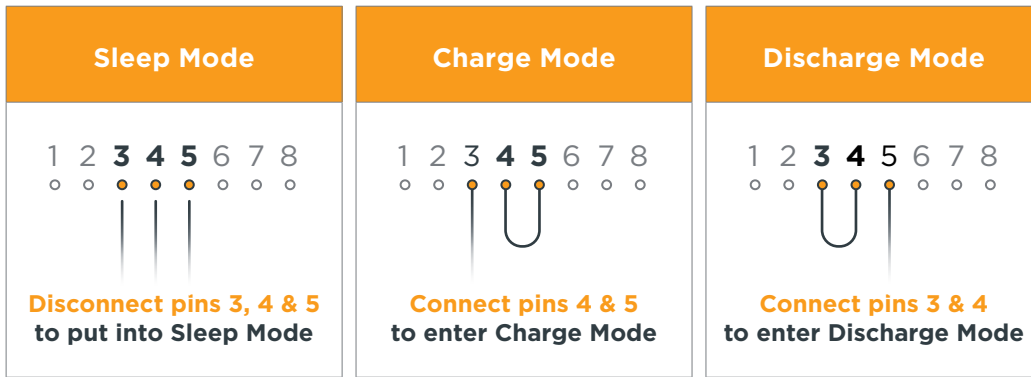 Sleep Mode
1 2 3 4 5 6 7 8
Disconnect pins 3, 4 & 5
to put into Sleep Mode
Charge Mode
1 2 3 4 5 6 7 8
Connect pins 4 & 5
to enter Charge Mode
Discharge Mode
1 2 3 4 5 6 7 8
Connect pins 3 & 4
to enter Discharge Mode